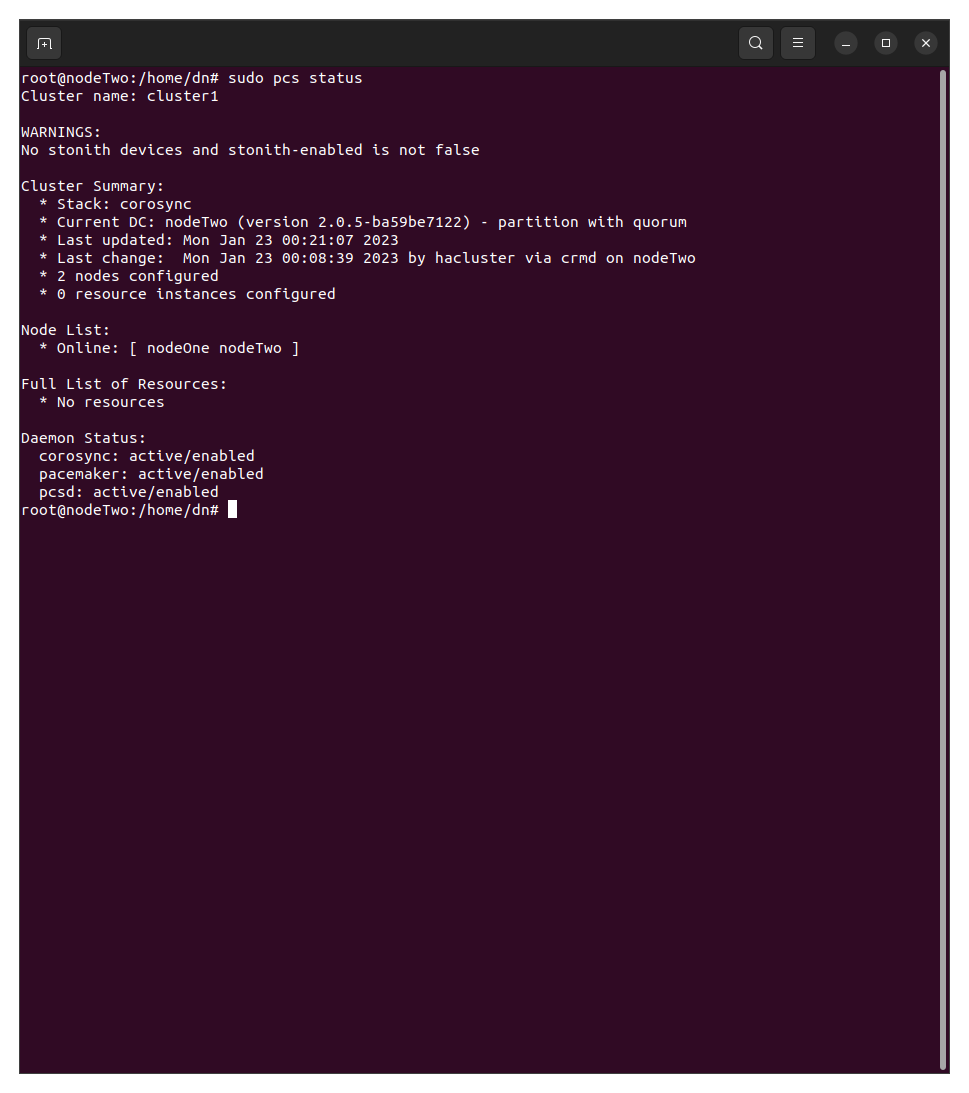 root@nodeTwo:/home/dn# sudo pcs status
Cluster name: cluster1

WARNINGS:
No stonith devices and stonith-enabled is not false

Cluster Summary:
  * Stack: corosync
  * Current DC: nodeTwo (version 2.0.5-ba59be7122) - partition with quorum
  * Last updated: Mon Jan 23 00:21:07 2023
  * Last change:  Mon Jan 23 00:08:39 2023 by hacluster via crmd on nodeTwo
  * 2 nodes configured
  * 0 resource instances configured

Node List:
  * Online: [ nodeOne nodeTwo ]

Full List of Resources:
  * No resources

Daemon Status:
  corosync: active/enabled
  pacemaker: active/enabled
  pcsd: active/enabled
root@nodeTwo:/home/dn#